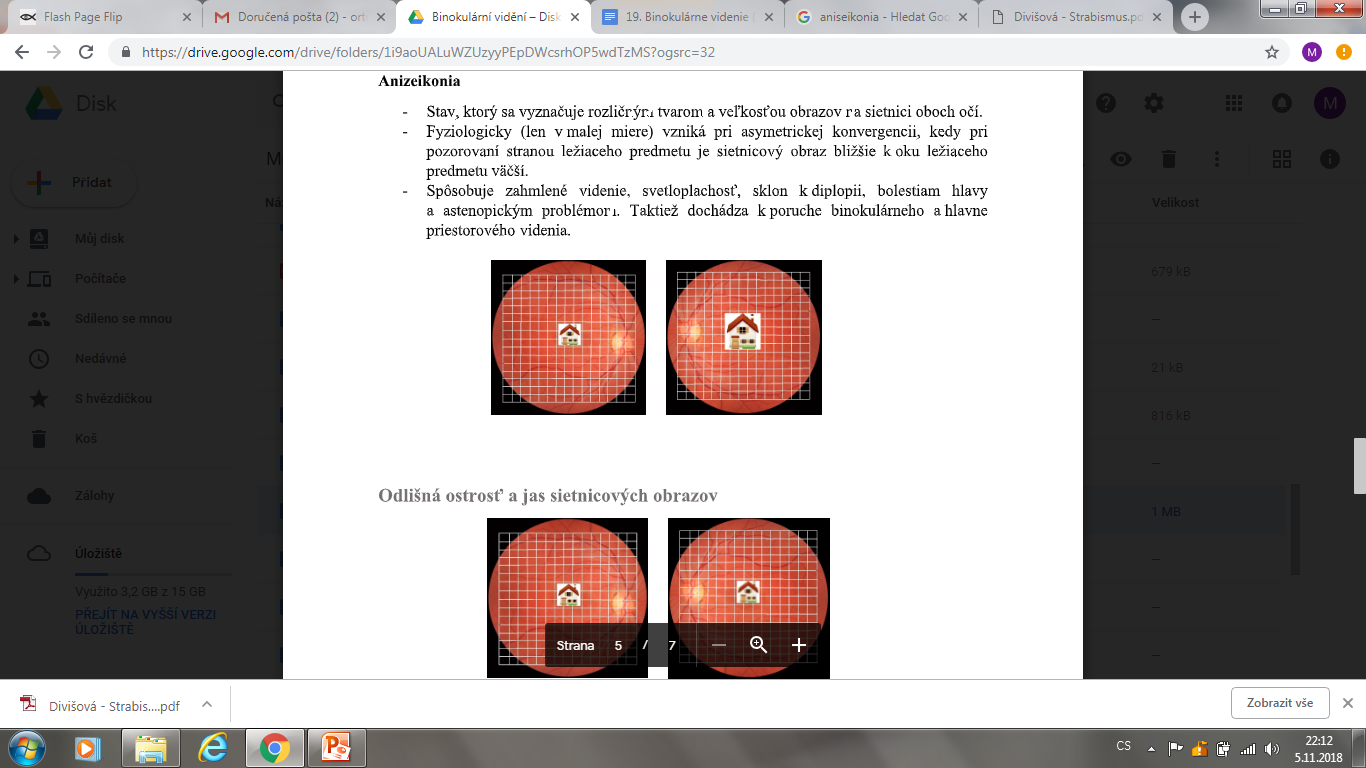 Flash Page Flip
Doručená pošta (2) - ort
Binokulární vidění – Disk
19. Binokulárne videnie
aniseikonia - Hledat Goo
Divišová - Strabismus.pd
https://drive.google.com/drive/folders/1i9aoUALuWZUzyyPEpDWcsrhOP5wdTzMS?ogsrc=32
M
Disk
M
Přidat
Velikost
Můj disk
Počítače
Sdíleno se mnou
Nedávné
S hvězdičkou
Koš
Zálohy
Úložiště
Využito 3,2 GB z 15 GB
PŘEJÍT NA VYŠŠÍ VERZI
ÚLOŽIŠTĚ
679 kB
21 kB
816 kB
1 MB
Anizeikonia
- Stav, ktorý sa vyznačuje rozličným tvarom a veľkosťou obrazov na sietnici oboch očí.
- Fyziologicky (len v malej miere) vzniká pri asymetrickej konvergencii, kedy pri
pozorovaní stranou ležiaceho predmetu je sietnicový obraz bližšie k oku ležiaceho
predmetu väčší.
- Spôsobuje zahmlené videnie, svetloplachosť, sklon k diplopii, bolestiam hlavy
a astenopickým problémom. Taktiež dochádza k poruche binokulárneho a hlavne
priestorového videnia.
Odlišná ostrosť a jas sietnicových obrazov
Strana 5 / 7
Divišová - Strabis....pdf
Zobrazit vše
CS
22:12
5.11.2018